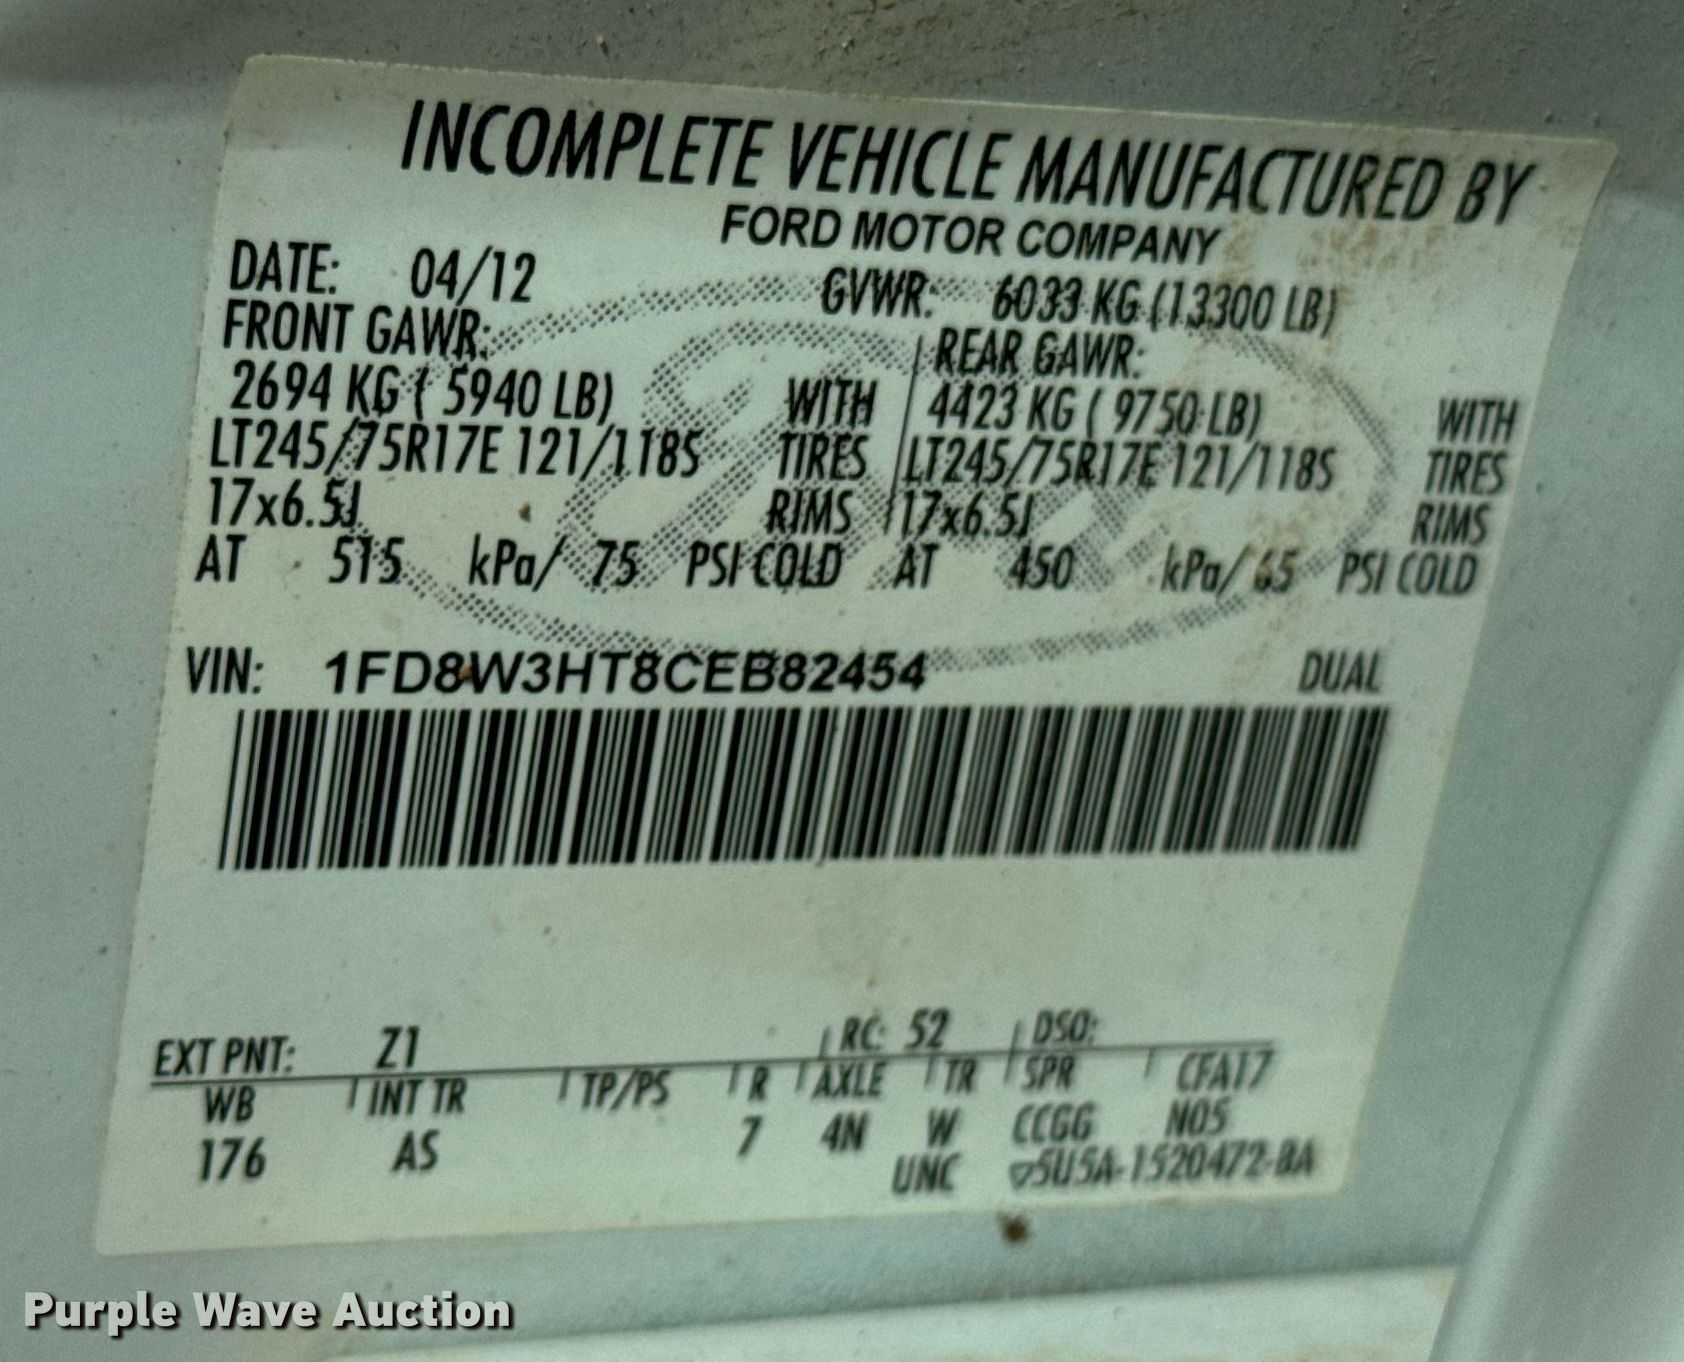 INCOMPLETE VEHICLE MANUFACTURED BY
FORD MOTOR COMPANY
DATE: 04/12 GVWR: 6033 KG (13300 LB)
FRONT GAWR: REAR GAWR:
2694 KG ( 5940 LB) WITH 4423 KG ( 9750 LB) WITH
LT245/75R17E 121/118S TIRES LT245/75R17E 121/118S TIRES
17x6.5J RIMS 17x6.5J RIMS
AT 515 kPa/ 75 PSI COLD AT 450 kPa/ 65 PSI COLD
VIN: 1FD8W3HT8CEB82454 DUAL
EXT PNT: Z1 RC: 52 DSO:
WB INT TR TP/PS R AXLE TR SPR CFA17
176 AS 7 4N W CCGG N05
UNC ▽5U5A-1520472-BA
Purple Wave Auction